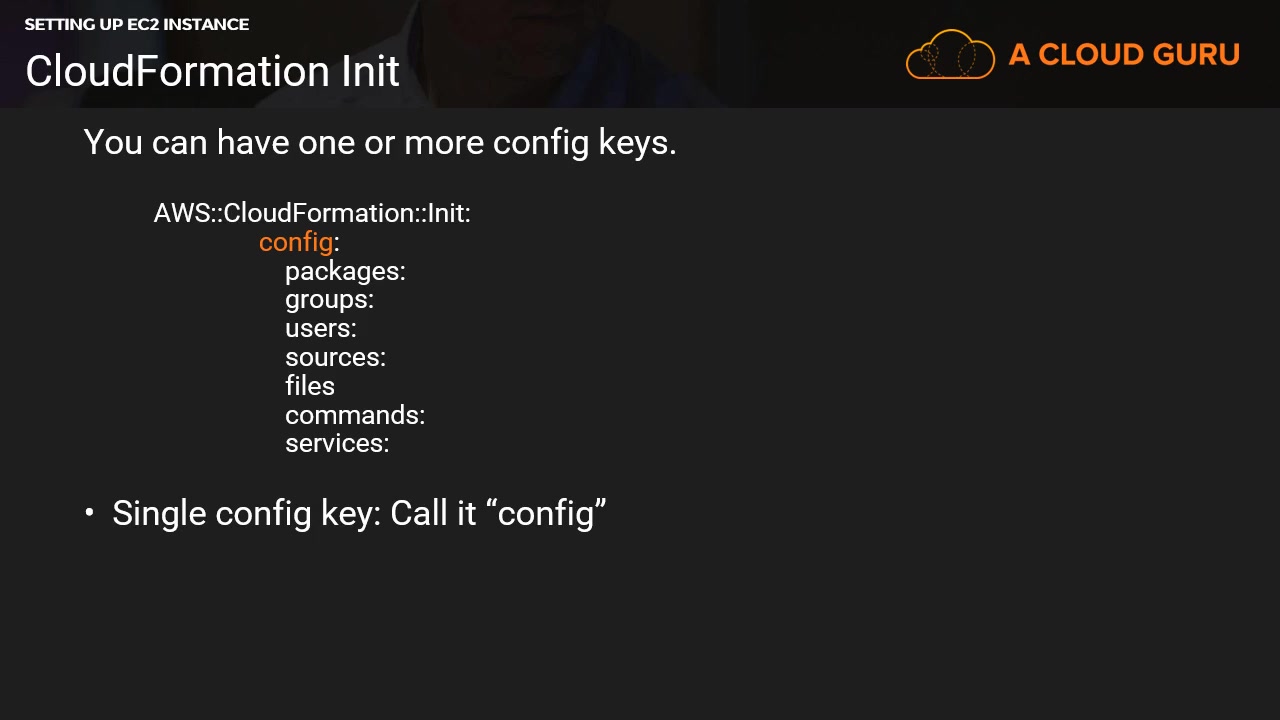 SETTING UP EC2 INSTANCE
CloudFormation Init
A CLOUD GURU
You can have one or more config keys.
AWS::CloudFormation::Init:
config:
packages:
groups:
users:
sources:
files
commands:
services:
• Single config key: Call it “config”